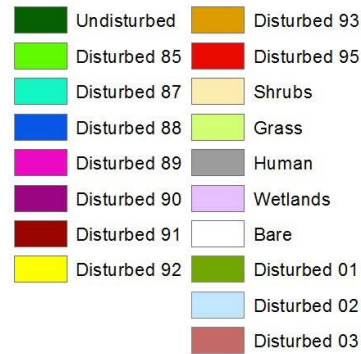 Undisturbed
Disturbed 85
Disturbed 87
Disturbed 88
Disturbed 89
Disturbed 90
Disturbed 91
Disturbed 92
Disturbed 93
Disturbed 95
Shrubs
Grass
Human
Wetlands
Bare
Disturbed 01
Disturbed 02
Disturbed 03